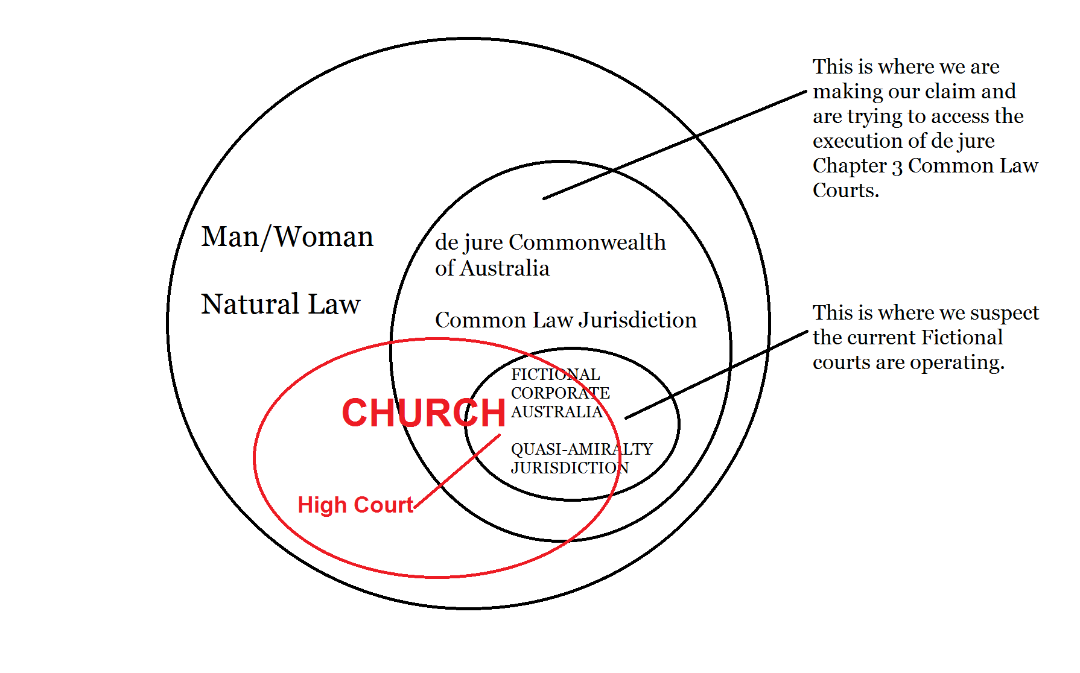 This is where we are
making our claim and
are trying to access the
execution of de jure
Chapter 3 Common Law
Courts.
Man/Woman
Natural Law
de jure Commonwealth
of Australia
Common Law Jurisdiction
This is where we suspect
the current Fictional
courts are operating.
FICTIONAL
CORPORATE
AUSTRALIA
QUASI-AMIRALTY
JURISDICTION
CHURCH
High Court